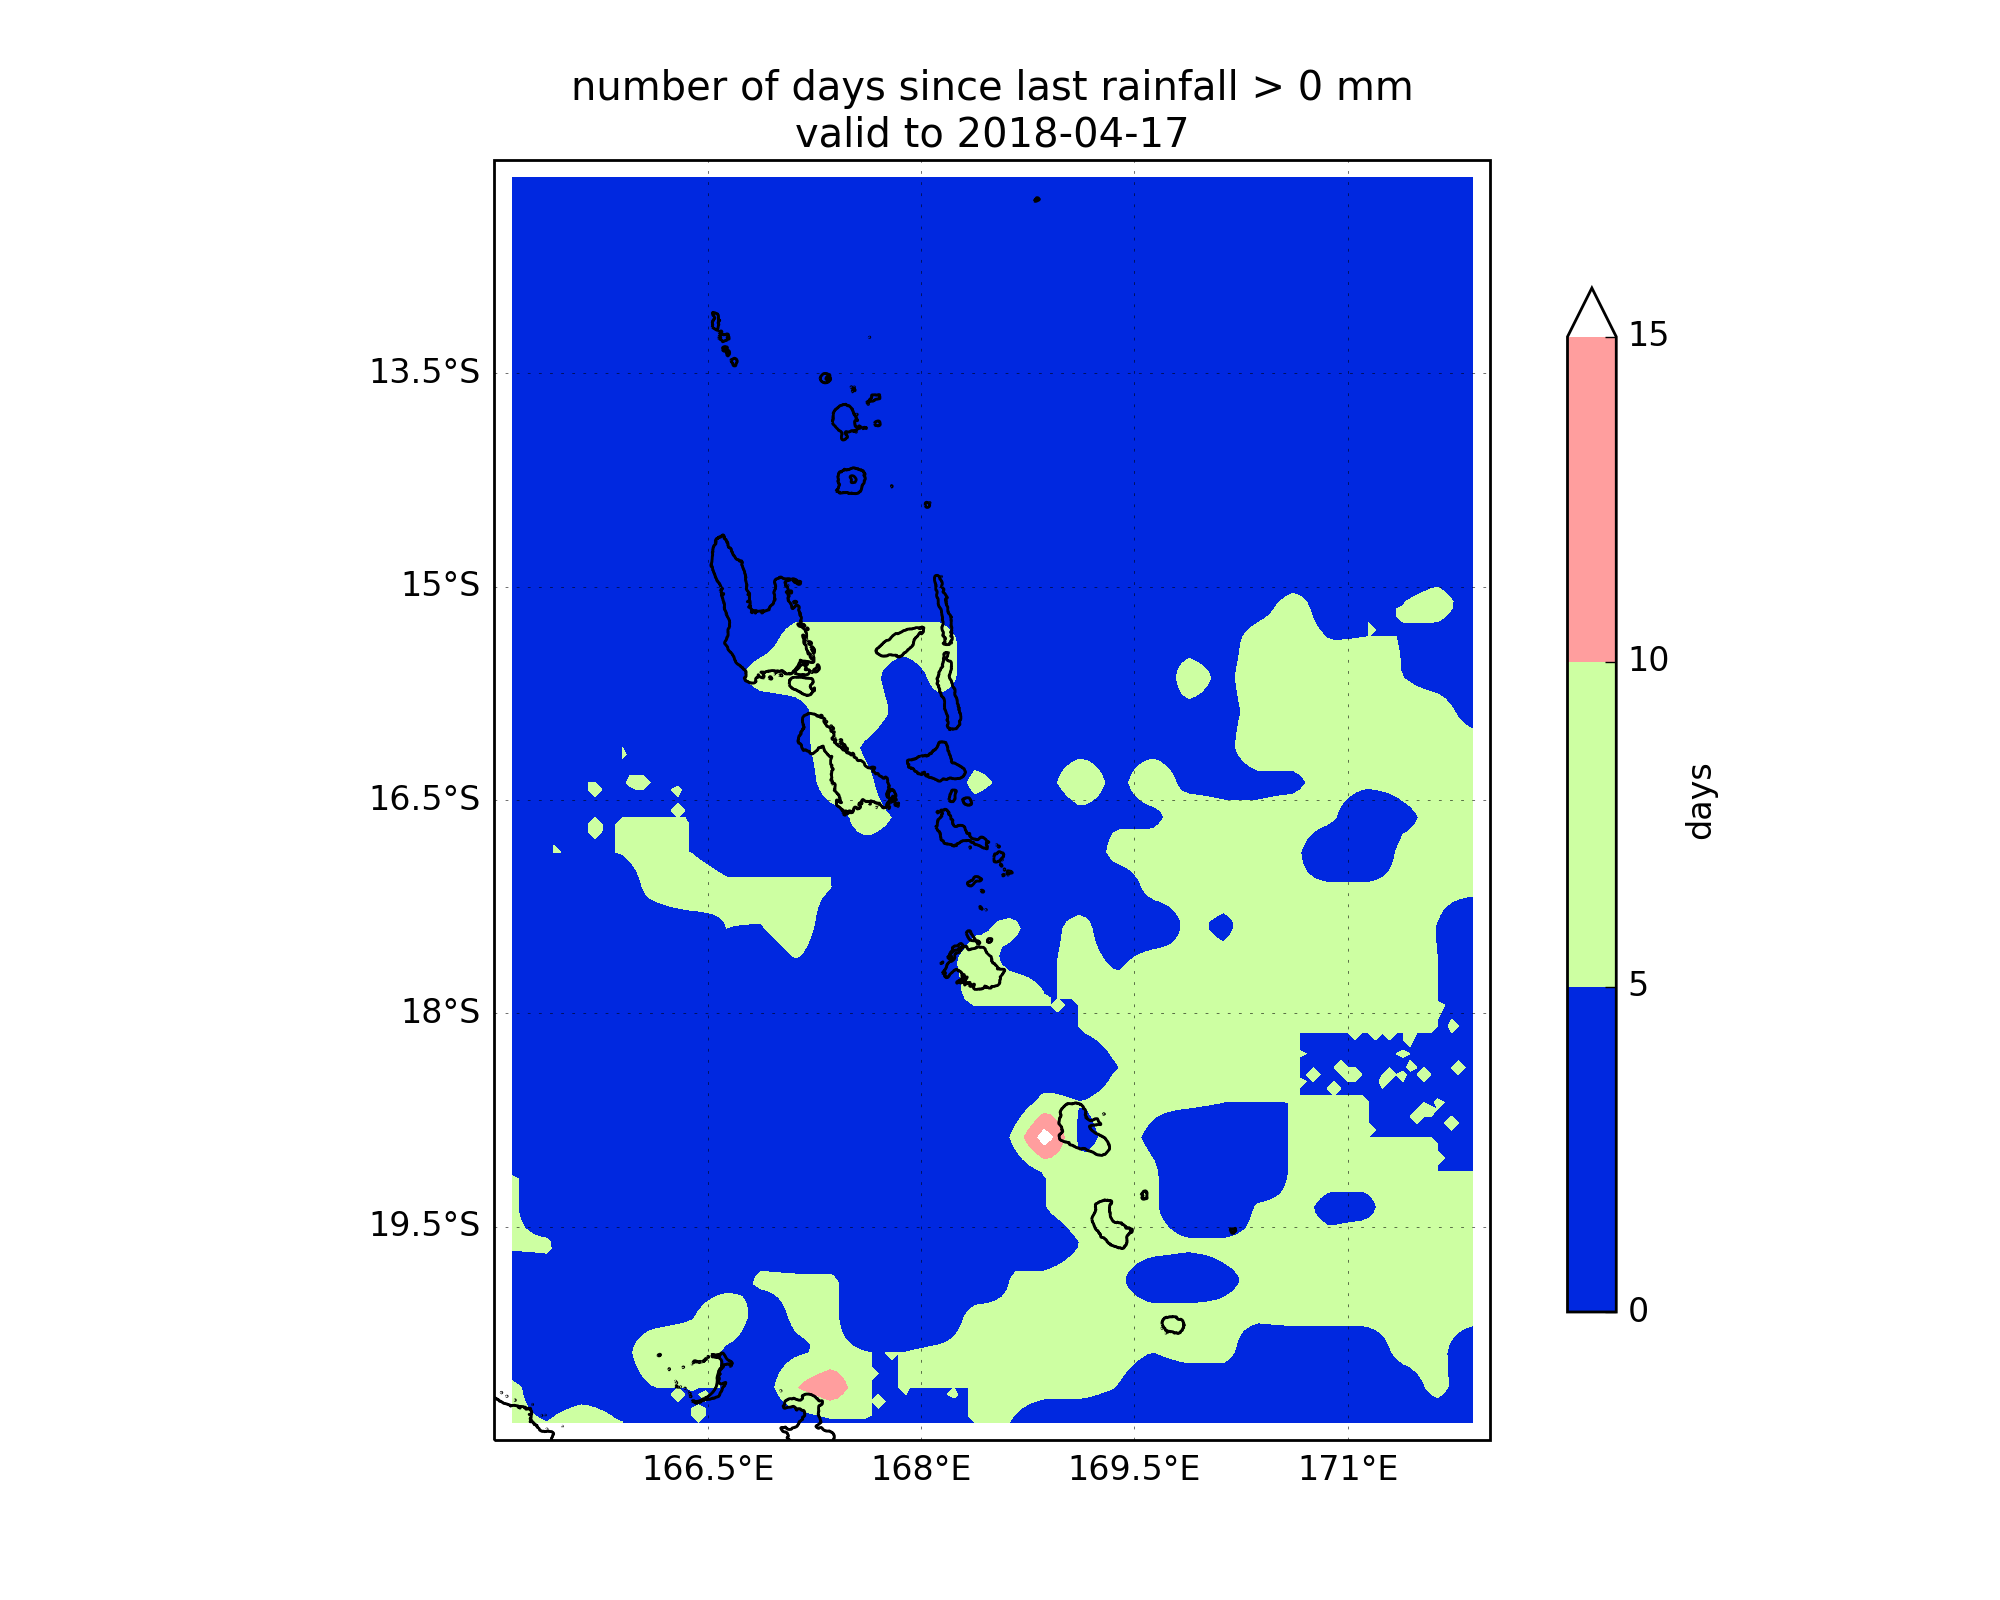 number of days since last rainfall > 0 mm
valid to 2018-04-17
13.5°S
15°S
16.5°S
18°S
19.5°S
166.5°E
168°E
169.5°E
171°E
15
10
5
0
days